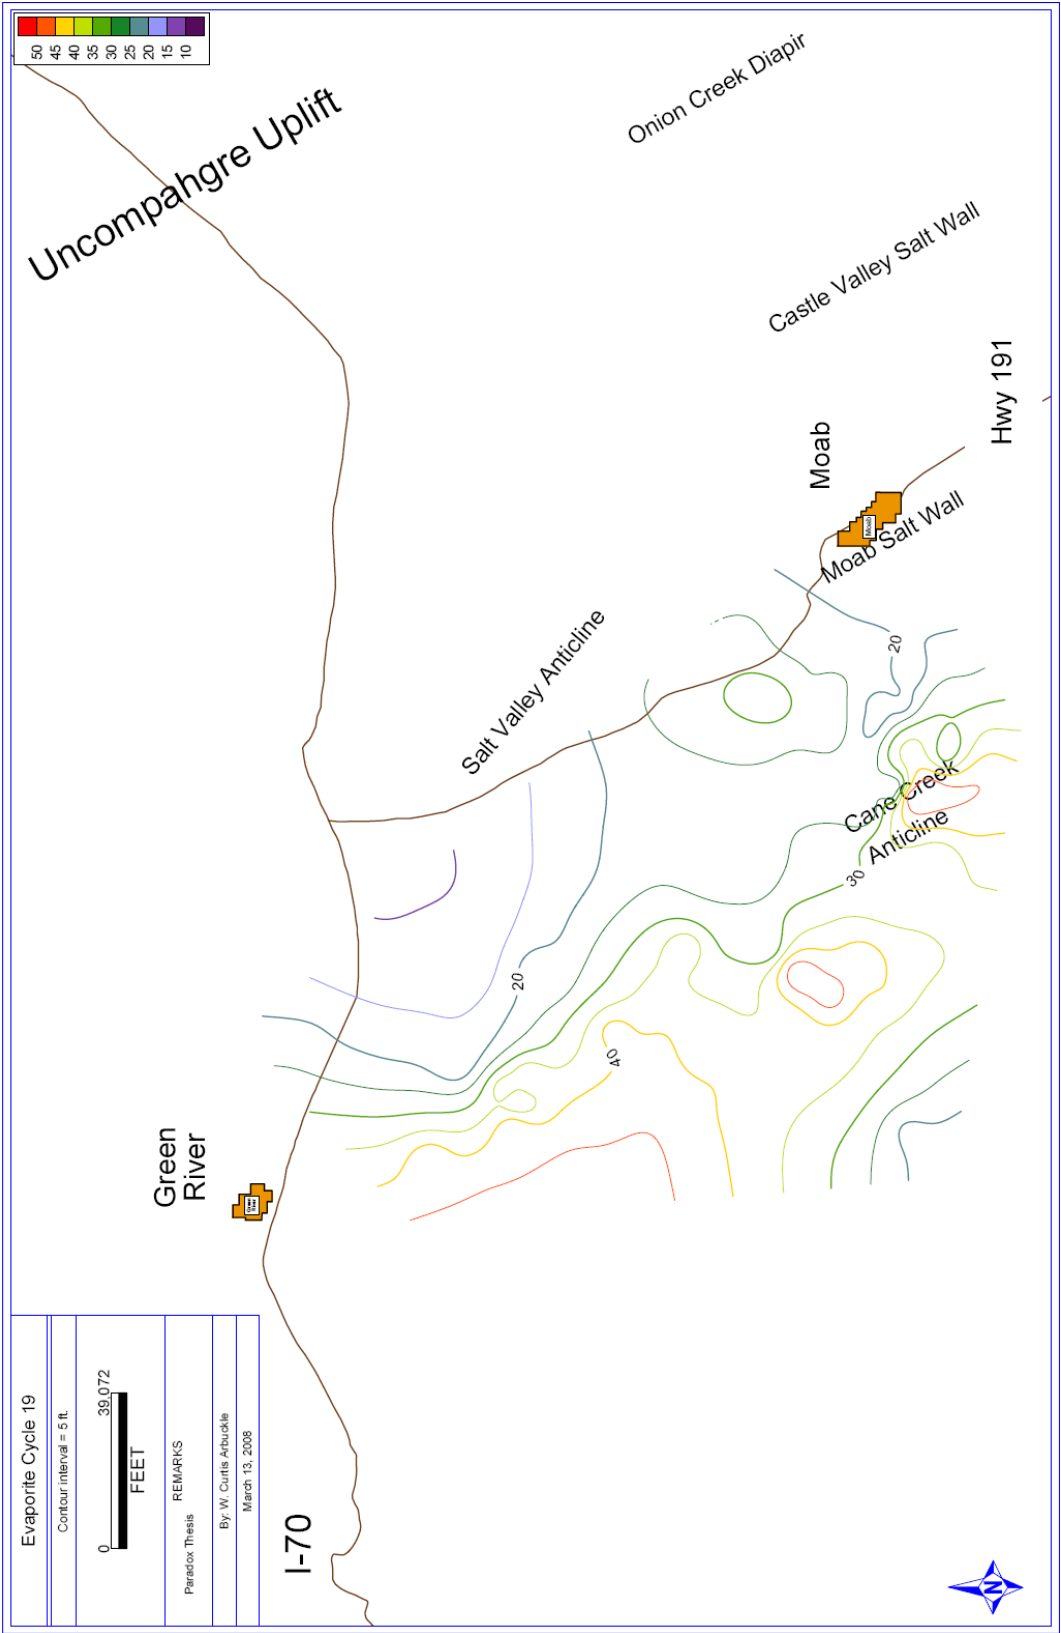 50
45
40
35
30
25
20
15
10
Uncompahgre Uplift
Onion Creek Diapir
Castle Valley Salt Wall
Hwy 191
Moab
Moab
Moab Salt Wall
Salt Valley Anticline
20
Cane Creek
Anticline
30
20
40
Green
River
Green
River
Evaporite Cycle 19
Contour interval = 5 ft.
0
39,072
FEET
REMARKS
Paradox Thesis
By: W. Curtis Arbuckle
March 13, 2008
I-70
N